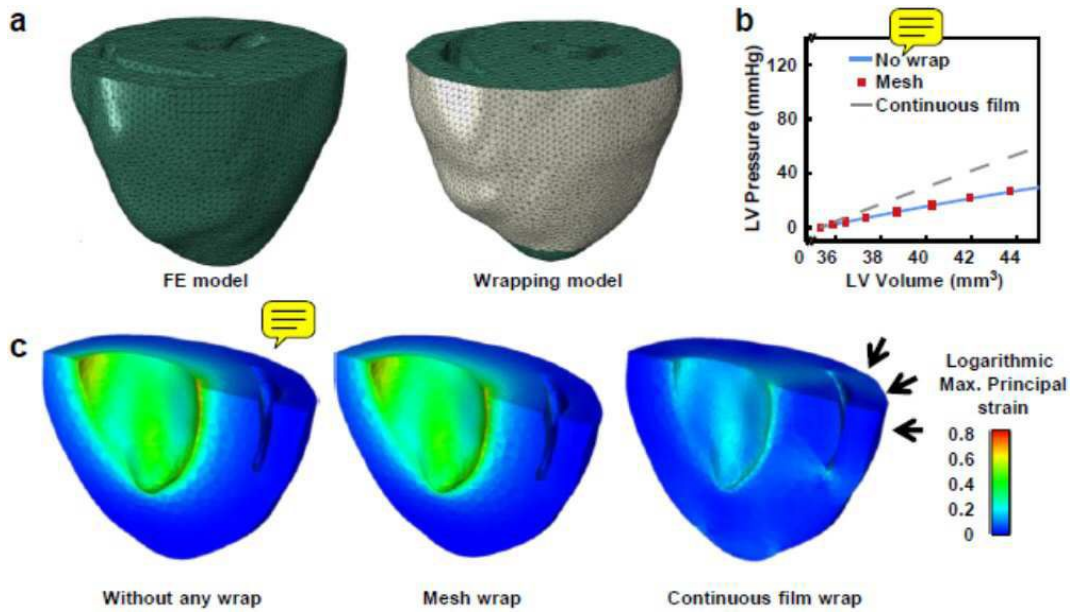 a
FE model
Wrapping model
b
LV Pressure (mmHg)
120
80
40
0
No wrap
Mesh
Continuous film
0 36 38 40 42 44
LV Volume (mm³)
c
Without any wrap
Mesh wrap
Continuous film wrap
Logarithmic
Max. Principal
strain
0.8
0.6
0.4
0.2
0